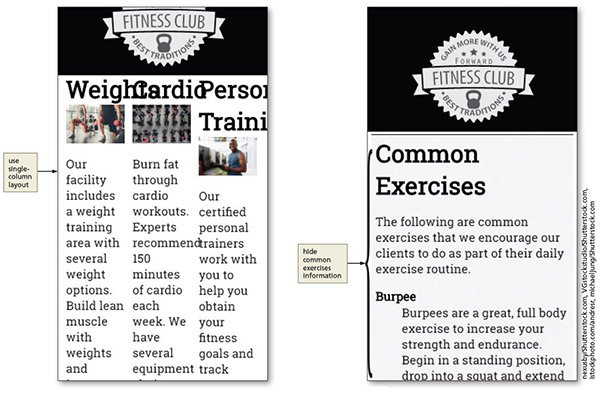 FITNESS CLUB
• BEST TRADITIONS •
Weights
Cardio
Person
Traini
use
single-
column
layout
Our
facility
includes
a weight
training
area with
several
weight
options.
Build lean
muscle
with
weights
and
Burn fat
through
cardio
workouts.
Experts
recommend
150
minutes
of cardio
each
week. We
have
several
equipment
Our
certified
personal
trainers
work with
you to
help you
obtain
your
fitness
goals and
track
GAIN MORE WITH US
FORWARD
FITNESS CLUB
• BEST TRADITIONS •
Common
Exercises
The following are common
exercises that we encourage our
clients to do as part of their daily
exercise routine.
hide
common
exercises
information
Burpee
Burpees are a great, full body
exercise to increase your
strength and endurance.
Begin in a standing position,
drop into a squat and extend
nexusby/Shutterstock.com, VGstockstudio/Shutterstock.com,
istockphoto.com/andresr, michaeljung/Shutterstock.com